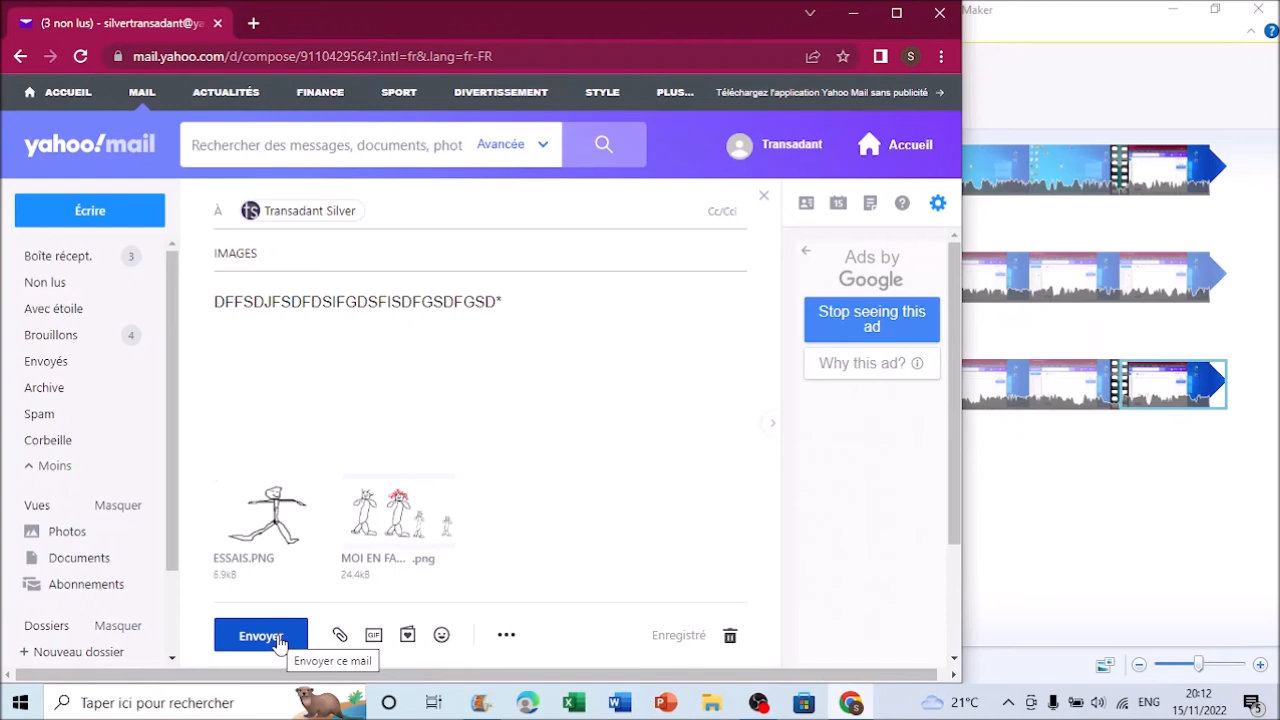 (3 non lus) - silvertransadant@ya
Maker
mail.yahoo.com/d/compose/9110429564?.intl=fr&lang=fr-FR
S
ACCUEIL MAIL ACTUALITÉS FINANCE SPORT DIVERTISSEMENT STYLE PLUS... Téléchargez l'application Yahoo Mail sans publicité
yahoo!mail
Rechercher des messages, documents, phot Avancée
Transadant
Accueil
Écrire
À Transadant Silver
Cc/Cci
15
IMAGES
DFFSDJFSDFDSIFGDSFISDFGSDFGSD*
Boîte récept. 3
Non lus
Avec étoile
Brouillons 4
Envoyés
Archive
Spam
Corbeille
Moins
Vues Masquer
Photos
Documents
Abonnements
Dossiers Masquer
+ Nouveau dossier
Ads by
Google
Stop seeing this
ad
Why this ad?
ESSAIS.PNG
6.9kB
MOI EN FA... .png
24.4kB
Envoyer
GIF
Enregistré
Envoyer ce mail
Taper ici pour rechercher
21°C
ENG
20:12
15/11/2022
5